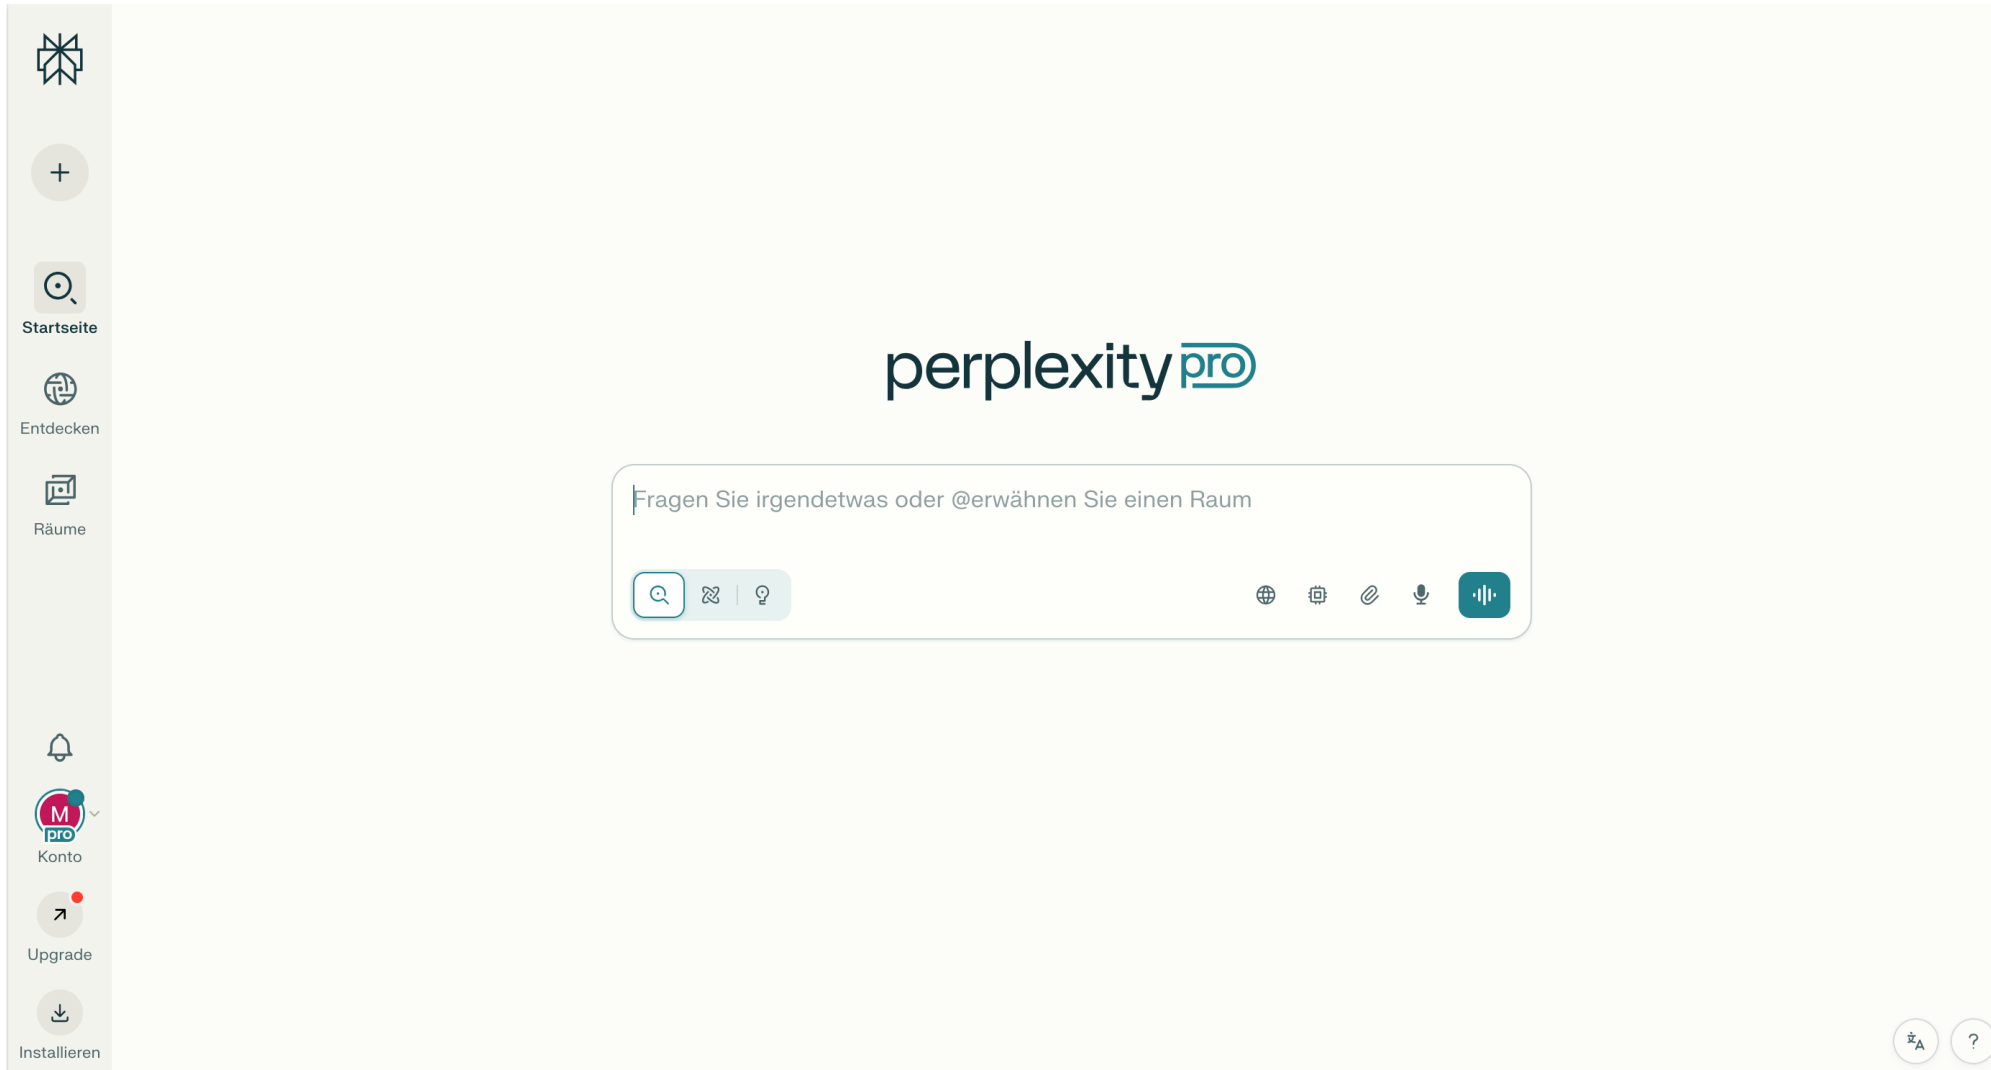 Startseite
Entdecken
Räume
M
pro
Konto
Upgrade
Installieren
perplexity pro
Fragen Sie irgendetwas oder @erwähnen Sie einen Raum
?